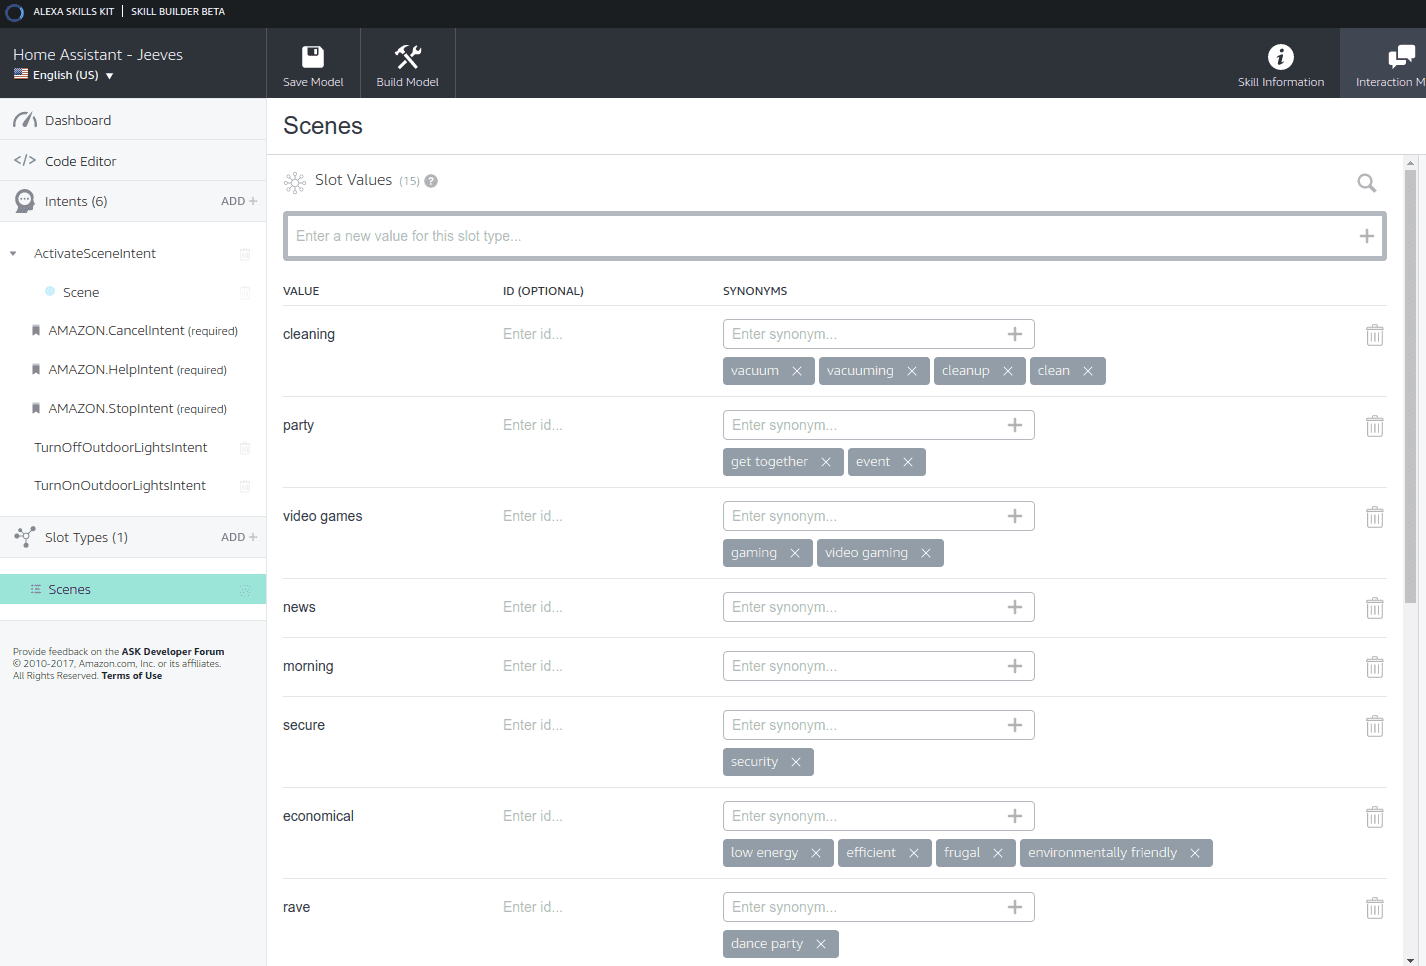 ALEXA SKILLS KIT | SKILL BUILDER BETA
Home Assistant - Jeeves
English (US)
Save Model
Build Model
Skill Information
Interaction M
Dashboard
</> Code Editor
Intents (6) ADD +
ActivateSceneIntent
Scene
AMAZON.CancelIntent (required)
AMAZON.HelpIntent (required)
AMAZON.StopIntent (required)
TurnOffOutdoorLightsIntent
TurnOnOutdoorLightsIntent
Slot Types (1) ADD +
Scenes
Provide feedback on the ASK Developer Forum
© 2010-2017, Amazon.com, Inc. or its affiliates.
All Rights Reserved. Terms of Use
Scenes
Slot Values (15) ?
Enter a new value for this slot type... +
VALUE ID (OPTIONAL) SYNONYMS
cleaning Enter id... Enter synonym... +
vacuum × vacuuming × cleanup × clean ×
party Enter id... Enter synonym... +
get together × event ×
video games Enter id... Enter synonym... +
gaming × video gaming ×
news Enter id... Enter synonym... +
morning Enter id... Enter synonym... +
secure Enter id... Enter synonym... +
security ×
economical Enter id... Enter synonym... +
low energy × efficient × frugal × environmentally friendly ×
rave Enter id... Enter synonym... +
dance party ×